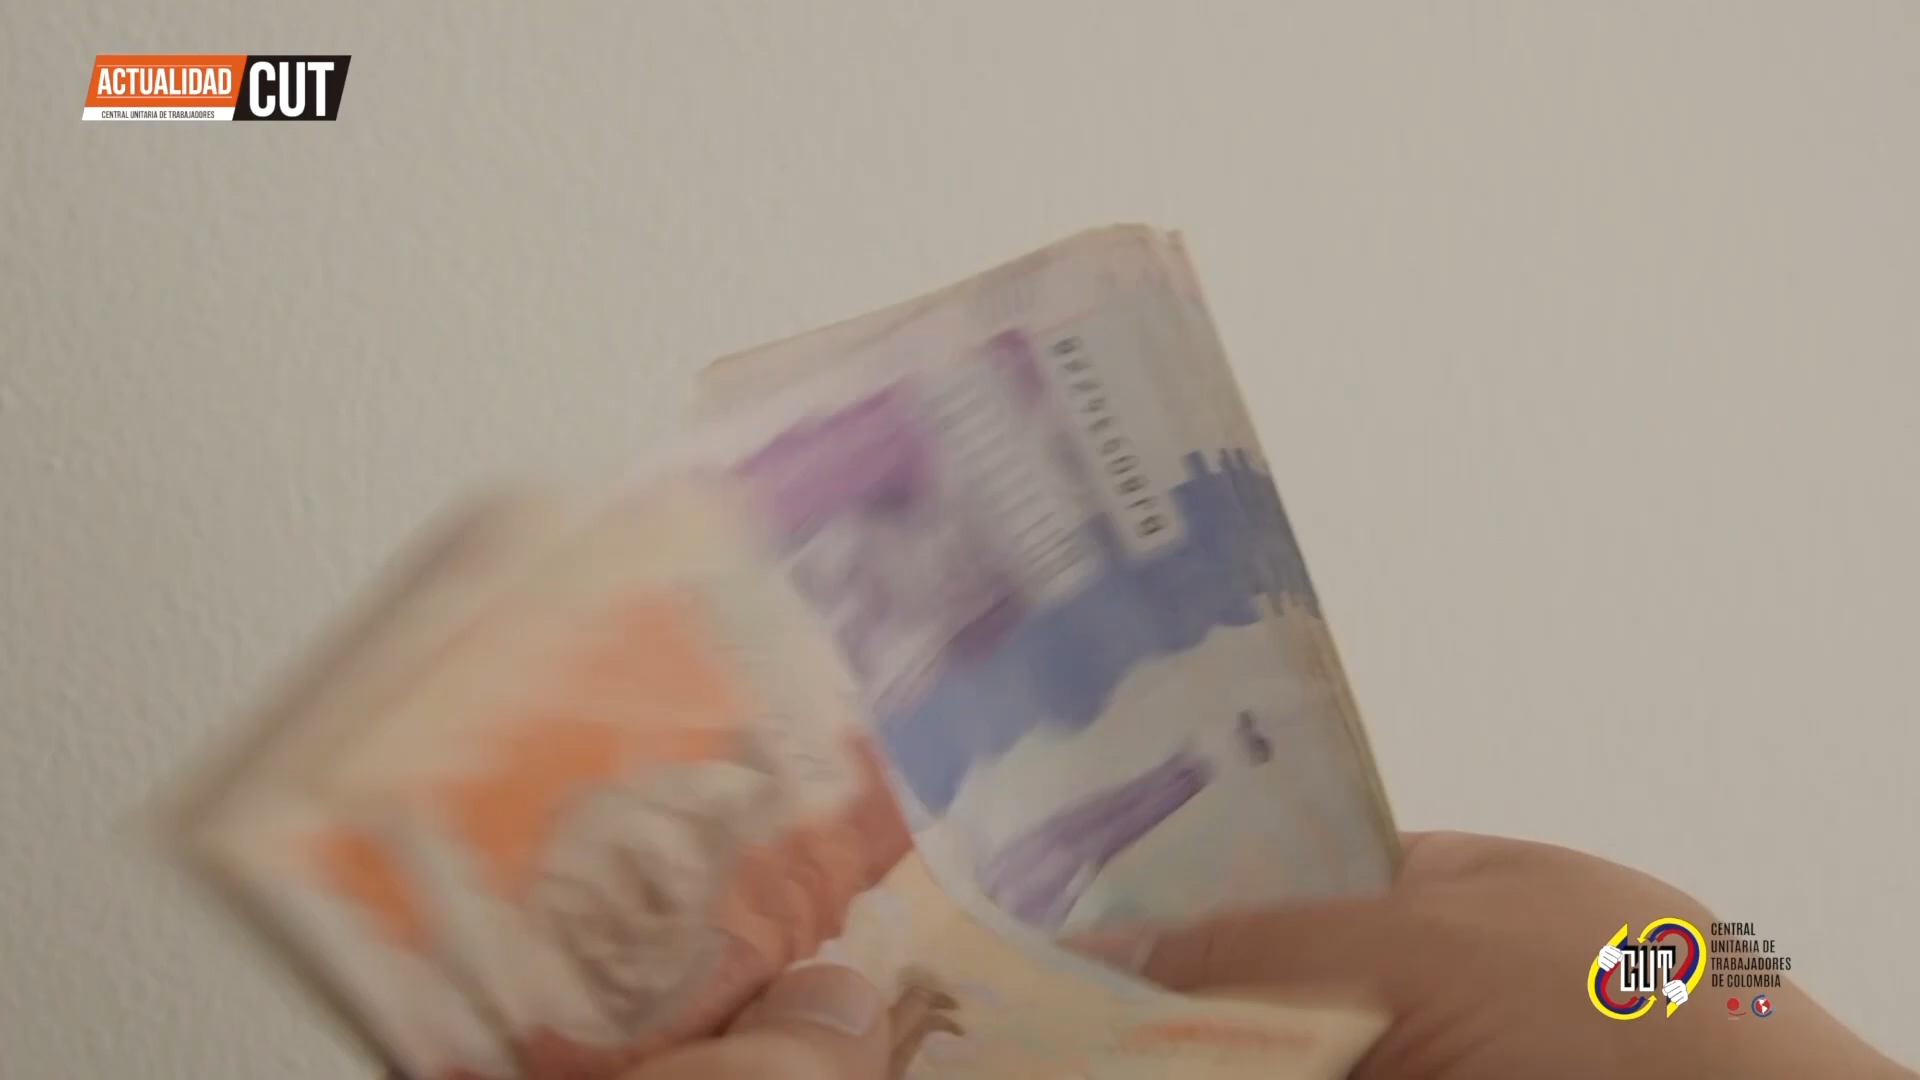 ACTUALIDAD
CENTRAL UNITARIA DE TRABAJADORES
CUT
CUT
CENTRAL
UNITARIA DE
TRABAJADORES
DE COLOMBIA